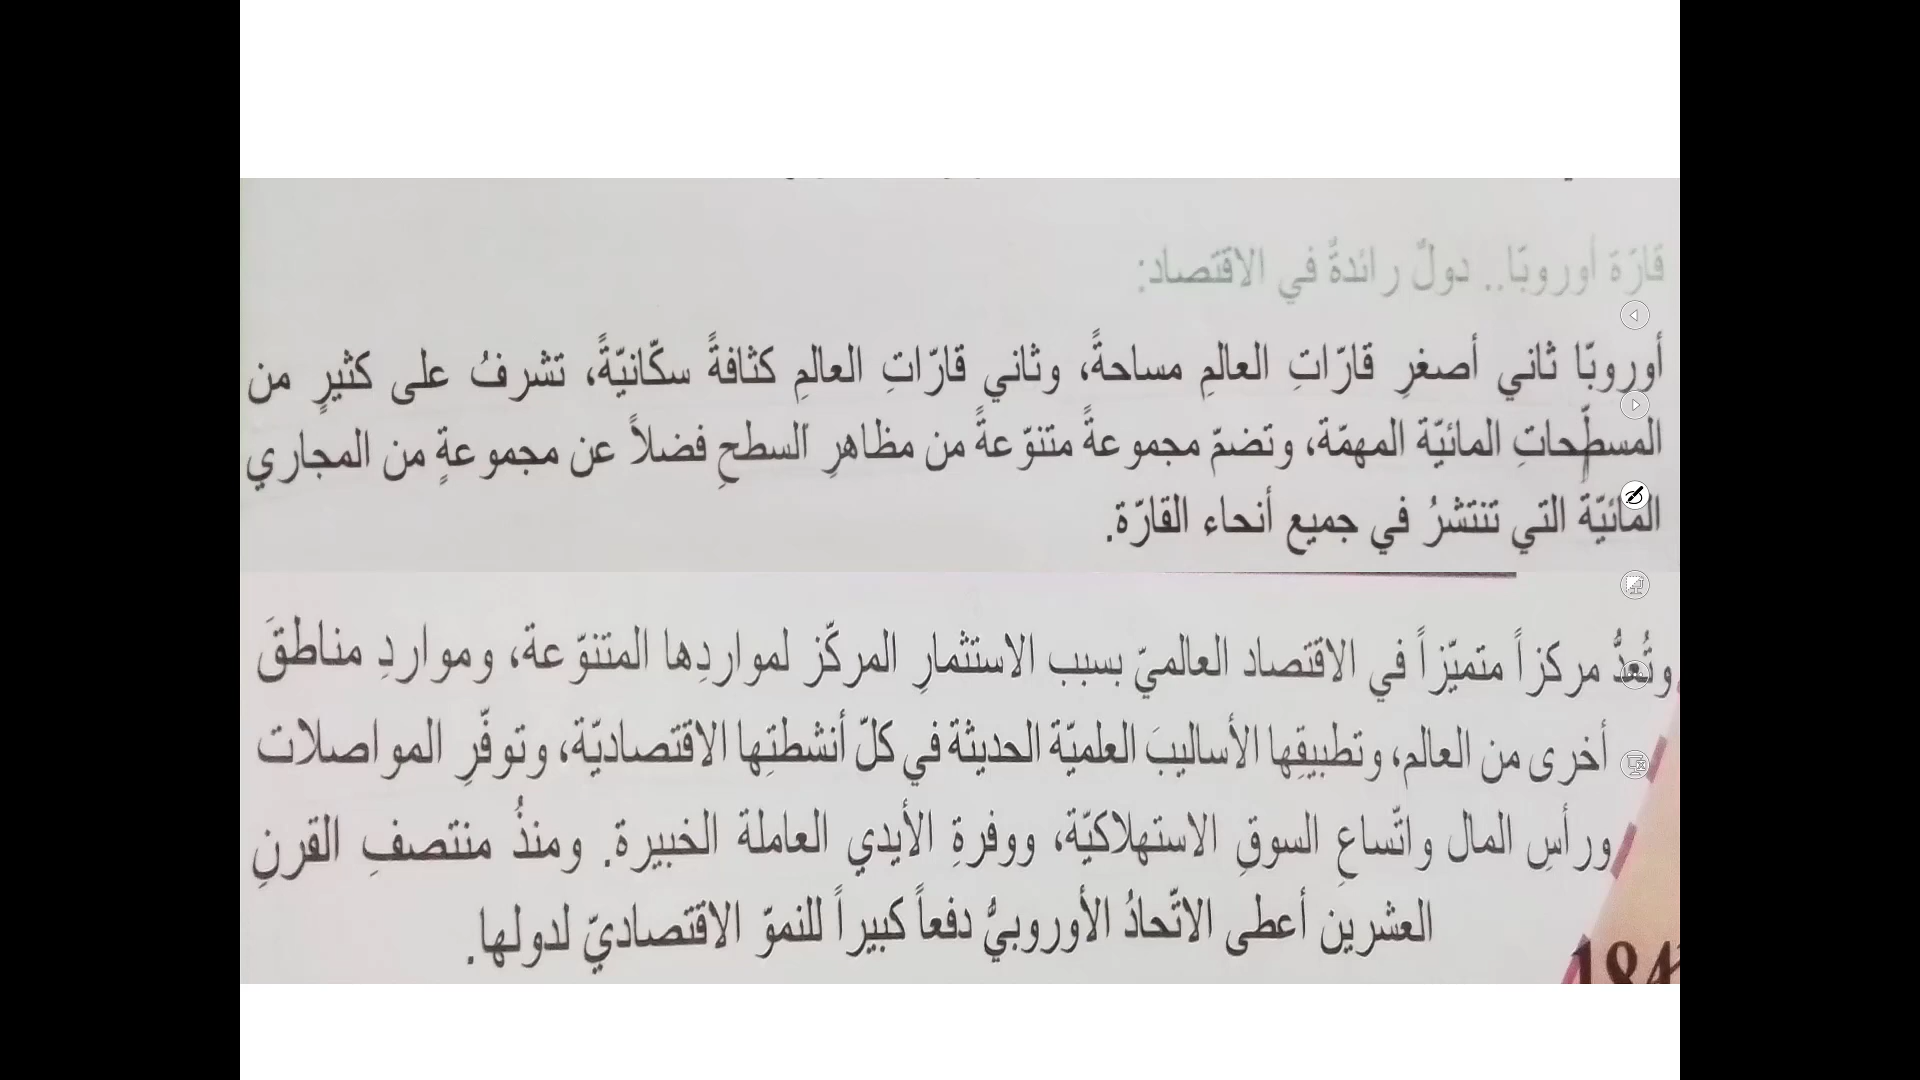 قارّة أوروبّا.. دولٌ رائدةٌ في الاقتصاد:
أوروبّا ثاني أصغرِ قارّاتِ العالمِ مساحةً، وثاني قارّاتِ العالمِ كثافةً سكّانيّةً، تشرفُ على كثيرٍ من
المسطّحاتِ المائيّة المهمّة، وتضمّ مجموعةً متنوّعةً من مظاهرِ السطحِ فضلاً عن مجموعةٍ من المجاري
المائيّة التي تنتشرُ في جميع أنحاء القارّة.
وتُعدُّ مركزاً متميّزاً في الاقتصاد العالميّ بسبب الاستثمارِ المركّز لمواردِها المتنوّعة، ومواردِ مناطقَ
أخرى من العالم، وتطبيقِها الأساليبَ العلميّة الحديثة في كلّ أنشطتِها الاقتصاديّة، وتوفّرِ المواصلات
ورأسِ المال واتّساعِ السوقِ الاستهلاكيّة، ووفرةِ الأيدي العاملة الخبيرة. ومنذُ منتصفِ القرنِ
العشرين أعطى الاتّحادُ الأوروبيُّ دفعاً كبيراً للنموّ الاقتصاديّ لدولها.
184